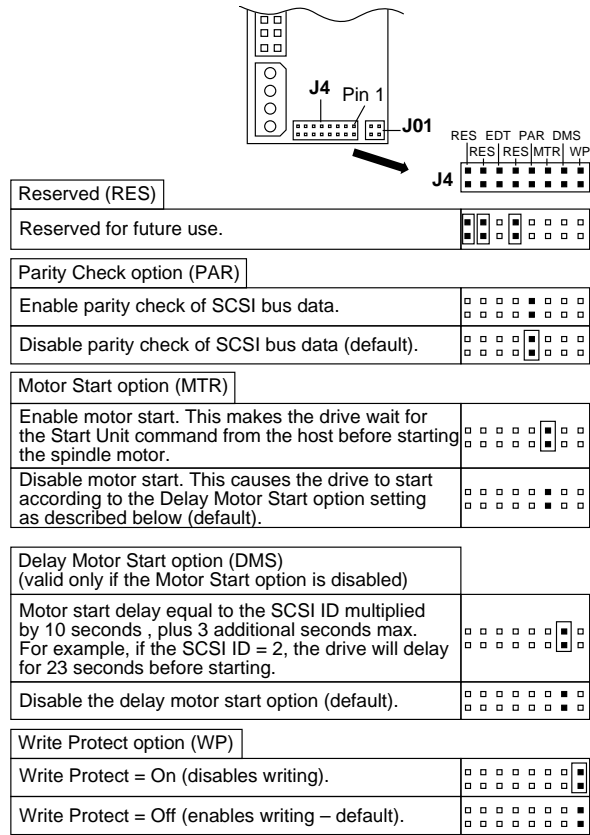 J4
Pin 1
J01
RES EDT PAR DMS
RES RES MTR WP
J4
Reserved (RES)
Reserved for future use.
Parity Check option (PAR)
Enable parity check of SCSI bus data.
Disable parity check of SCSI bus data (default).
Motor Start option (MTR)
Enable motor start. This makes the drive wait for
the Start Unit command from the host before starting
the spindle motor.
Disable motor start. This causes the drive to start
according to the Delay Motor Start option setting
as described below (default).
Delay Motor Start option (DMS)
(valid only if the Motor Start option is disabled)
Motor start delay equal to the SCSI ID multiplied
by 10 seconds , plus 3 additional seconds max.
For example, if the SCSI ID = 2, the drive will delay
for 23 seconds before starting.
Disable the delay motor start option (default).
Write Protect option (WP)
Write Protect = On (disables writing).
Write Protect = Off (enables writing – default).